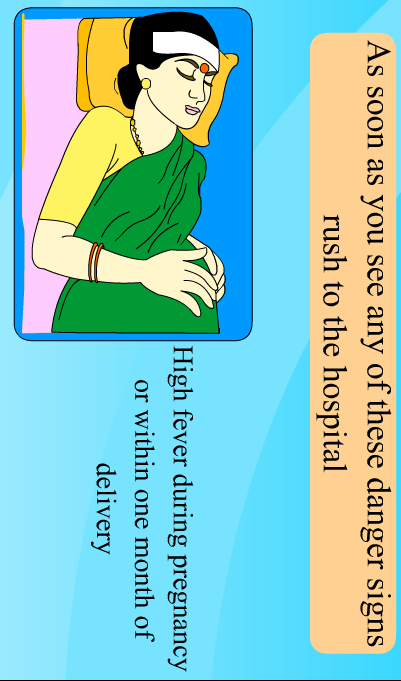 As soon as you see any of these danger signs
rush to the hospital
High fever during pregnancy
or within one month of
delivery